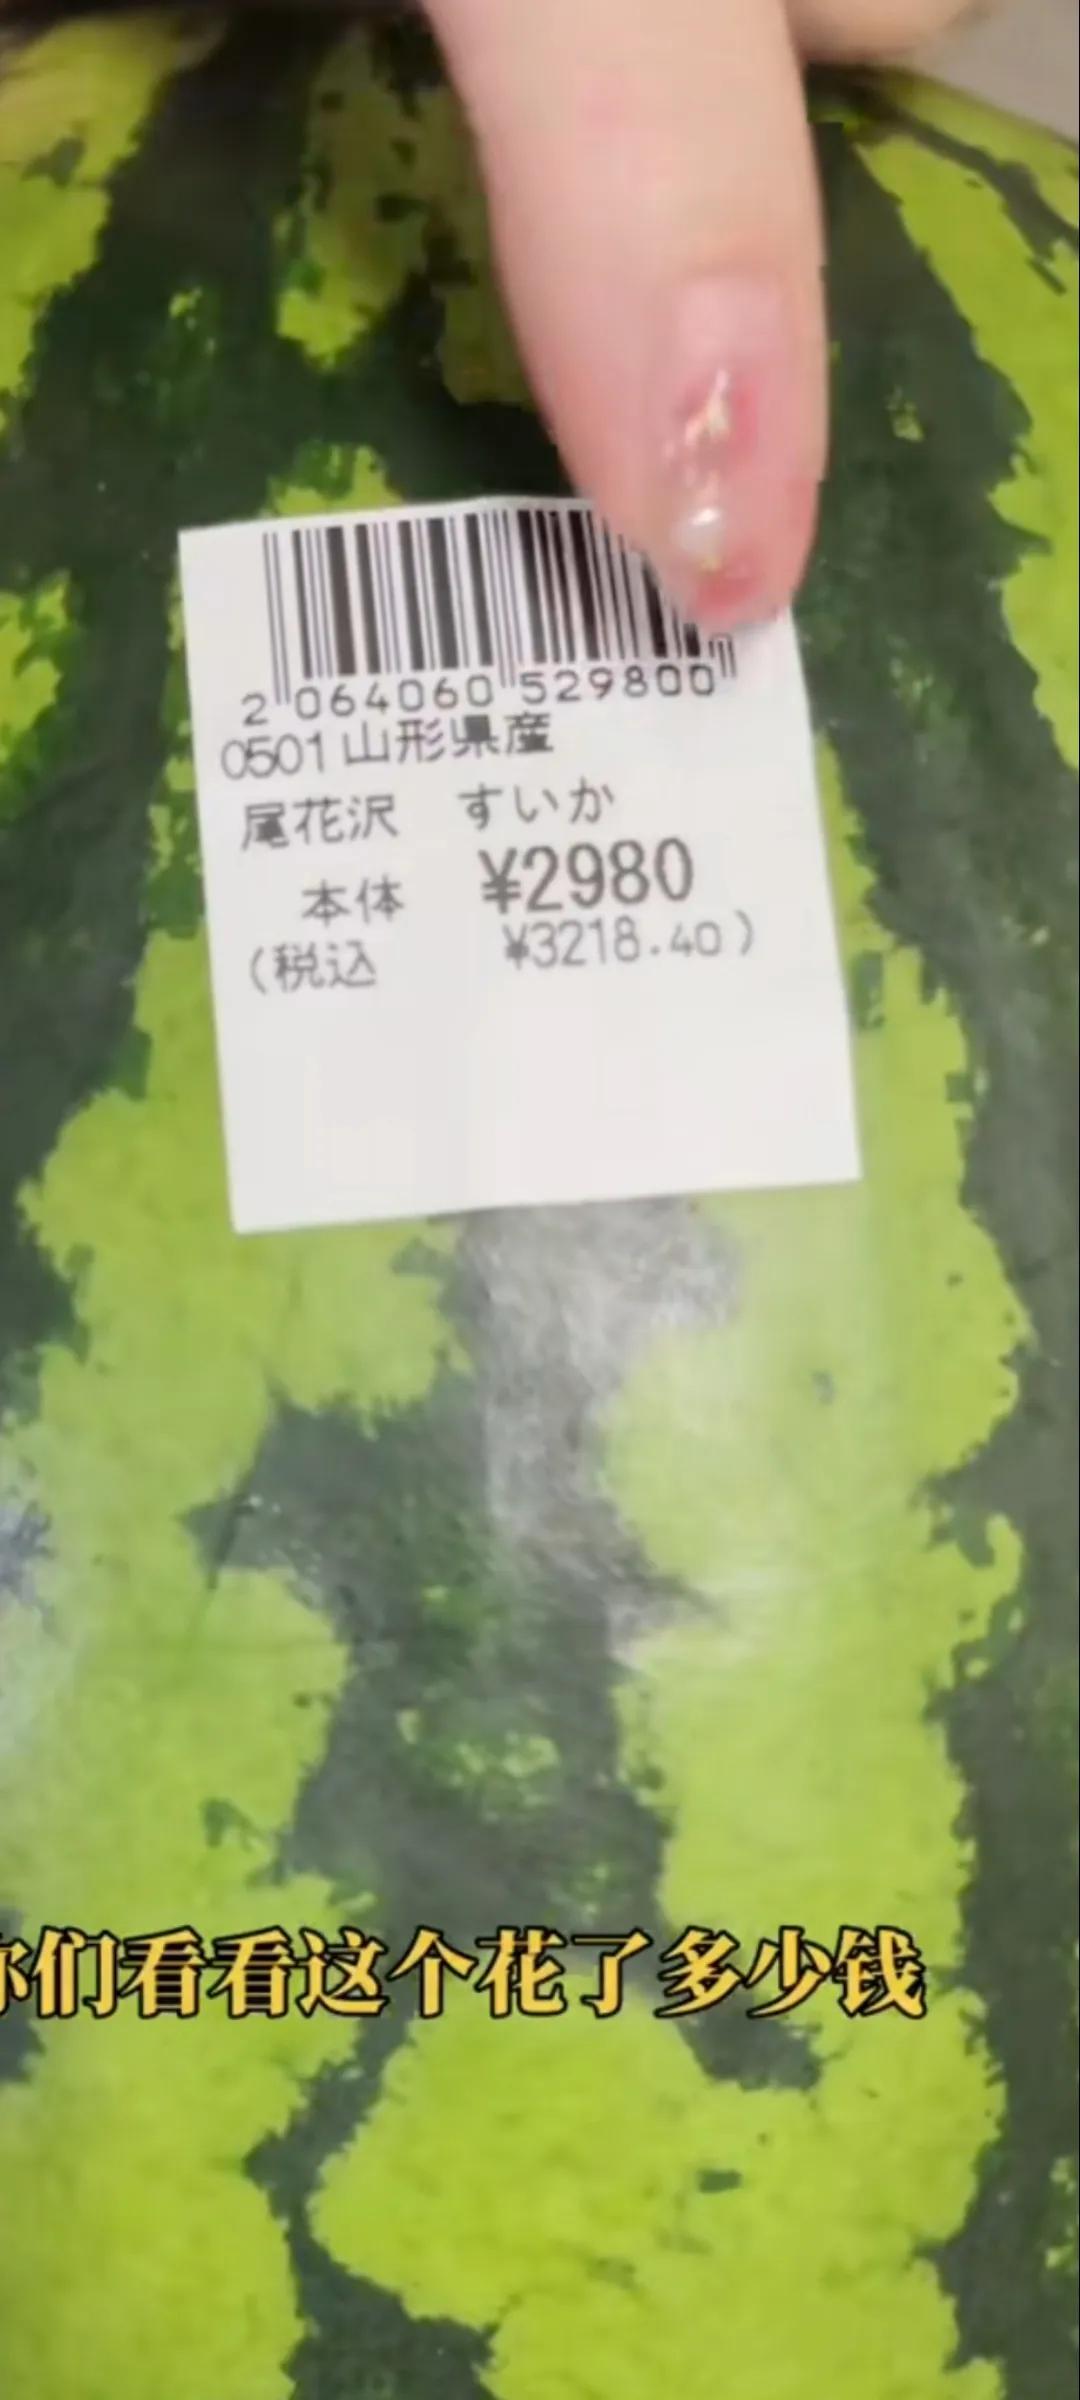 2 064060 529800
0501 山形県産
尾花沢 すいか
本体 ¥2980
(税込 ¥3218.40)
你们看看这个花了多少钱